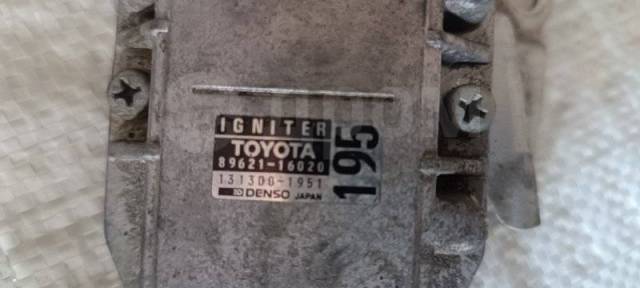 IGNITER
TOYOTA
89621-16020
131300-1951
DENSO JAPAN
195